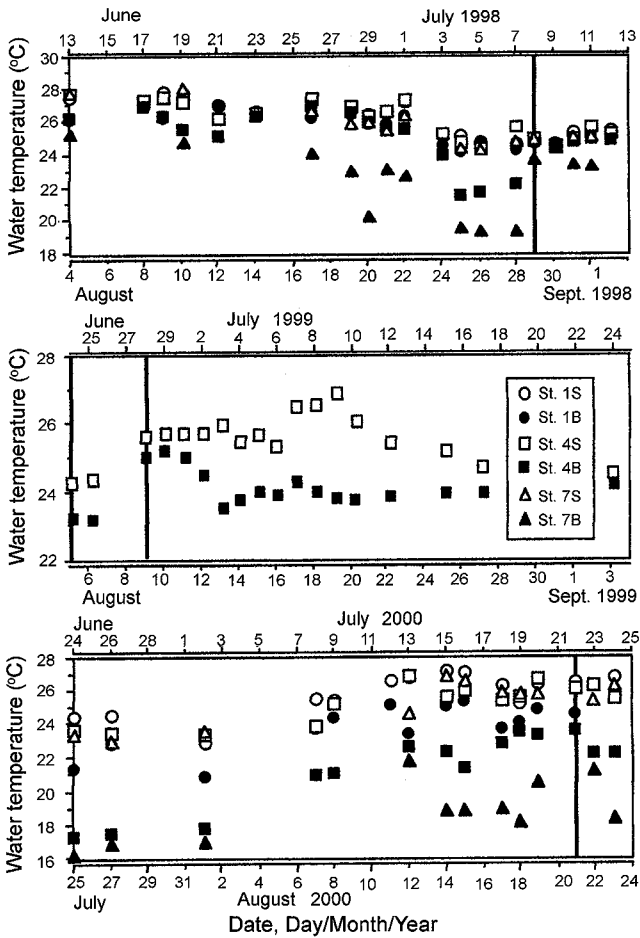 June July 1998
13 15 17 19 21 23 25 27 29 1 3 5 7 9 11 13
Water temperature (ºC)
30
28
26
24
22
20
18
4 6 8 10 12 14 16 18 20 22 24 26 28 30 1
August Sept. 1998
June July 1999
25 27 29 2 4 6 8 10 12 14 16 18 20 22 24
Water temperature (ºC)
28
26
24
22
St. 1S
St. 1B
St. 4S
St. 4B
St. 7S
St. 7B
6 8 10 12 14 16 18 20 22 24 26 28 30 1 3
August Sept. 1999
June July 2000
24 26 28 1 3 5 7 9 11 13 15 17 19 21 23 25
Water temperature (ºC)
28
26
24
22
20
18
16
25 27 29 31 2 4 6 8 10 12 14 16 18 20 22 24
July August 2000
Date, Day/Month/Year